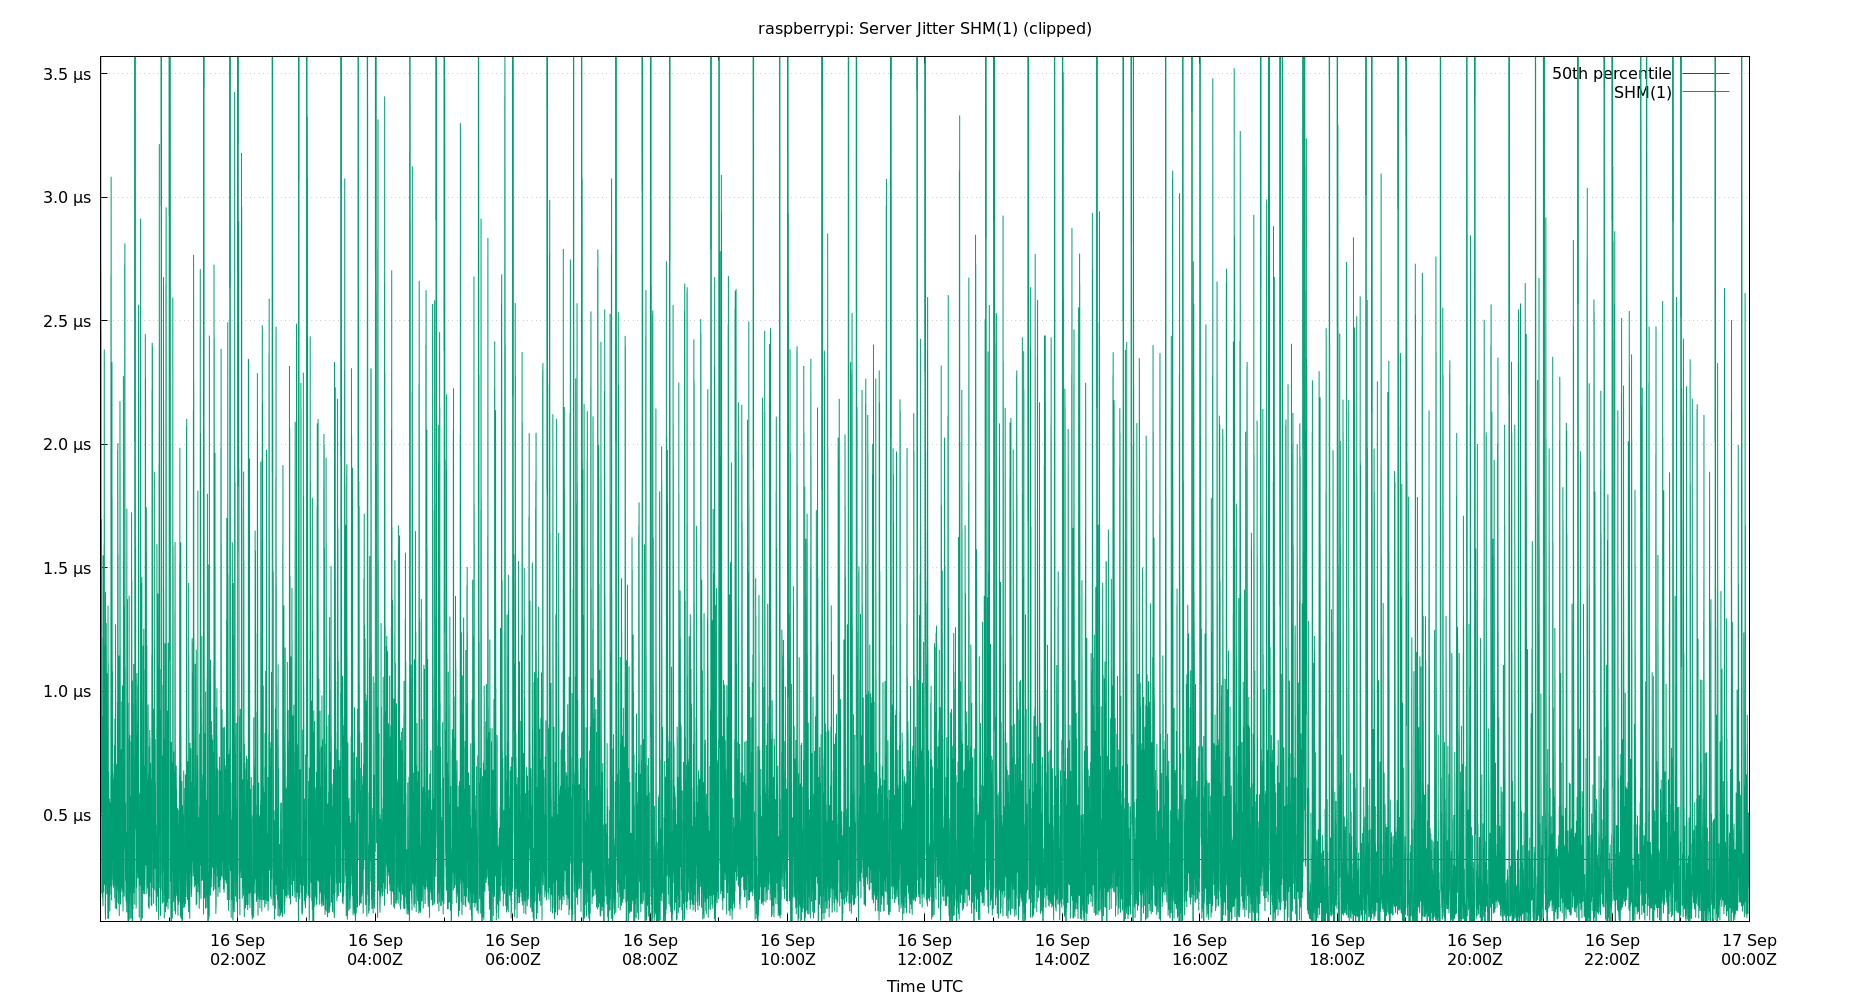 raspberrypi: Server Jitter SHM(1) (clipped)
3.5 µs
3.0 µs
2.5 µs
2.0 µs
1.5 µs
1.0 µs
0.5 µs
50th percentile
SHM(1)
16 Sep 16 Sep 16 Sep 16 Sep 16 Sep 16 Sep 16 Sep 16 Sep 16 Sep 16 Sep 16 Sep 17 Sep
02:00Z 04:00Z 06:00Z 08:00Z 10:00Z 12:00Z 14:00Z 16:00Z 18:00Z 20:00Z 22:00Z 00:00Z
Time UTC